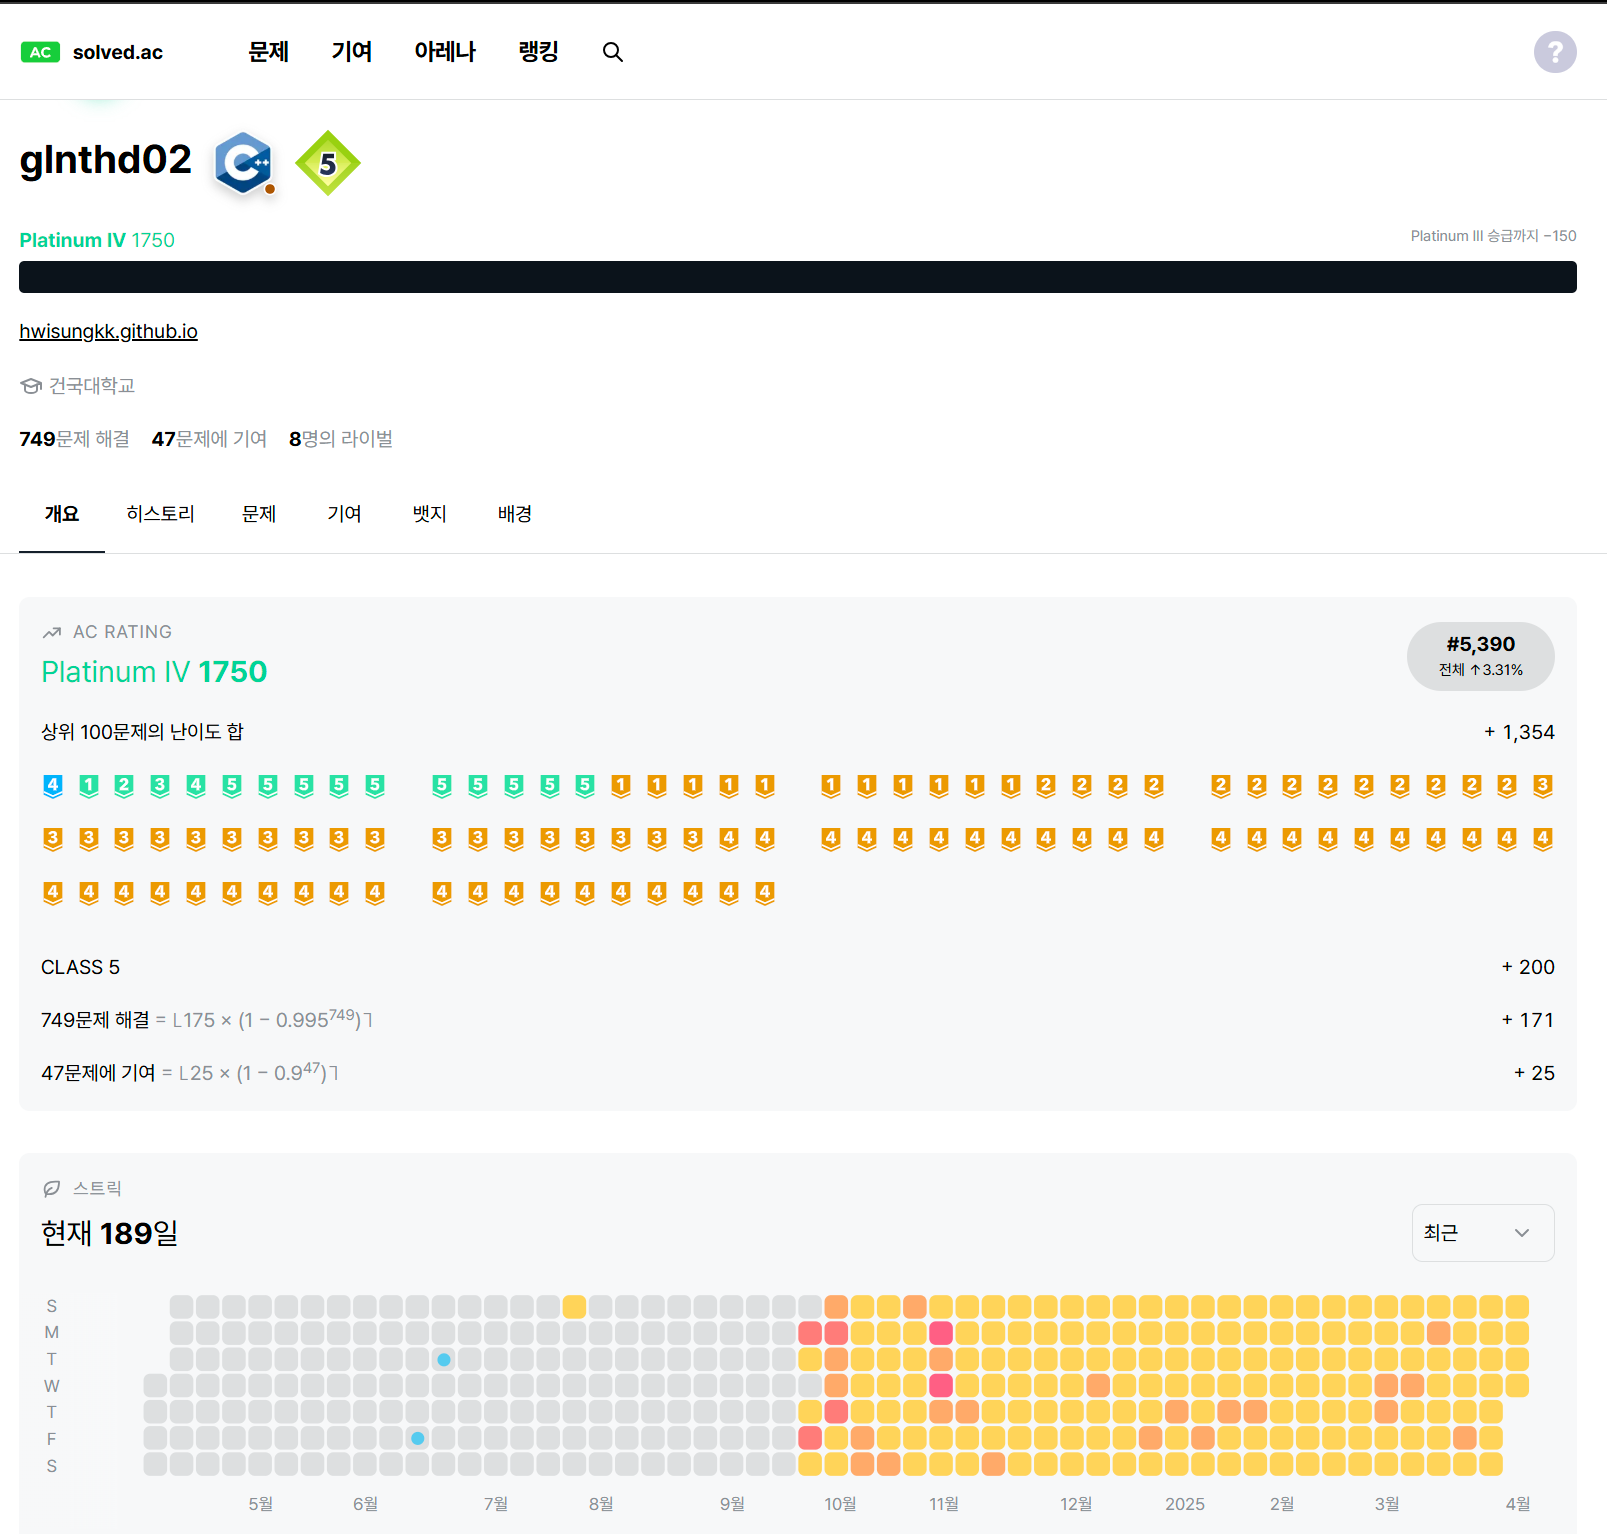 AC solved.ac 문제 기여 아레나 랭킹 ?
glnthd02 C++ 5
Platinum IV 1750 Platinum III 승급까지 −150
hwisungkk.github.io
건국대학교
749문제 해결 47문제에 기여 8명의 라이벌
개요 히스토리 문제 기여 뱃지 배경
AC RATING
Platinum IV 1750
#5,390
전체 ↑3.31%
상위 100문제의 난이도 합 + 1,354
4 1 2 3 4 5 5 5 5 5 5 5 5 5 5 1 1 1 1 1 1 1 1 1 1 1 2 2 2 2 2 2 2 2 2 2 2 2 2 3
3 3 3 3 3 3 3 3 3 3 3 3 3 3 3 3 3 3 4 4 4 4 4 4 4 4 4 4 4 4 4 4 4 4 4 4 4 4 4 4
4 4 4 4 4 4 4 4 4 4 4 4 4 4 4 4 4 4 4 4
CLASS 5 + 200
749문제 해결 = ⌊175 × (1 − 0.995^749)⌉ + 171
47문제에 기여 = ⌊25 × (1 − 0.9^47)⌉ + 25
스트릭
현재 189일 최근
S
M
T
W
T
F
S
5월 6월 7월 8월 9월 10월 11월 12월 2025 2월 3월 4월